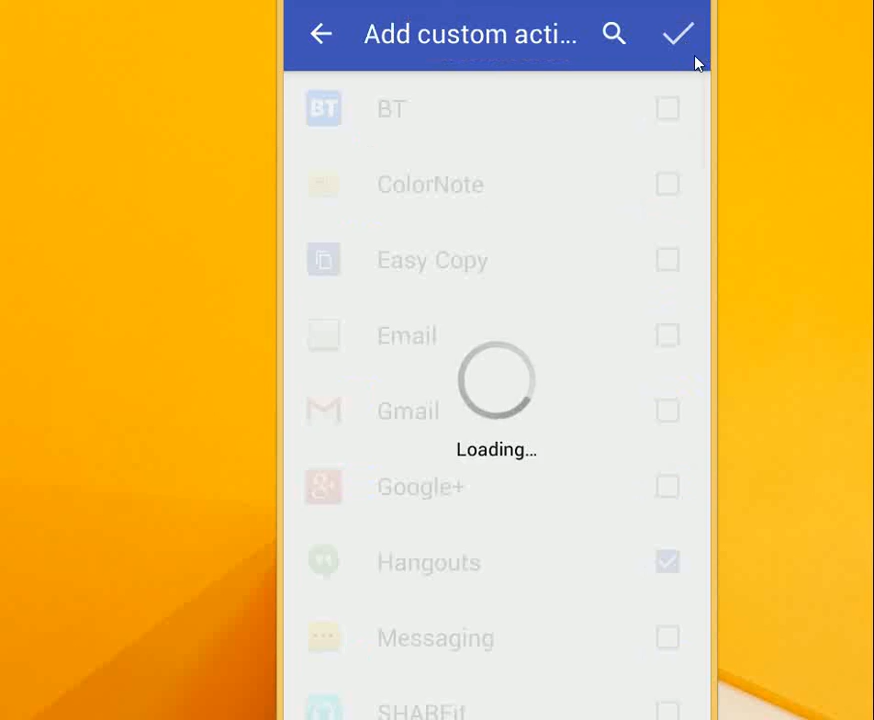 Add custom acti...
BT BT
ColorNote
Easy Copy
Email
Gmail
Loading...
Google+
Hangouts
Messaging
SHAREit